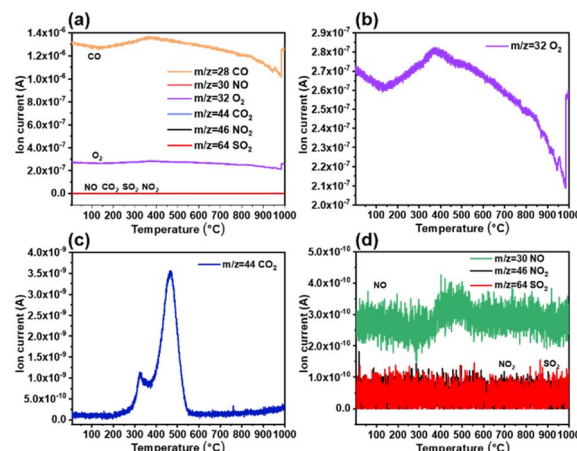 (a)
1.4x10⁻⁶
1.2x10⁻⁶
1.0x10⁻⁶
8.0x10⁻⁷
6.0x10⁻⁷
4.0x10⁻⁷
2.0x10⁻⁷
0.0
Ion current (A)
CO
m/z=28 CO
m/z=30 NO
m/z=32 O₂
m/z=44 CO₂
m/z=46 NO₂
m/z=64 SO₂
O₂
NO CO₂ SO₂ NO₂
100 200 300 400 500 600 700 800 900 1000
Temperature (°C)
(b)
3.0x10⁻⁷
2.9x10⁻⁷
2.8x10⁻⁷
2.7x10⁻⁷
2.6x10⁻⁷
2.5x10⁻⁷
2.4x10⁻⁷
2.3x10⁻⁷
2.2x10⁻⁷
2.1x10⁻⁷
2.0x10⁻⁷
Ion current (A)
m/z=32 O₂
100 200 300 400 500 600 700 800 900 1000
Temperature (°C)
(c)
4.0x10⁻⁹
3.5x10⁻⁹
3.0x10⁻⁹
2.5x10⁻⁹
2.0x10⁻⁹
1.5x10⁻⁹
1.0x10⁻⁹
5.0x10⁻¹⁰
0.0
Ion current (A)
m/z=44 CO₂
100 200 300 400 500 600 700 800 900 1000
Temperature (°C)
(d)
5.0x10⁻¹⁰
4.0x10⁻¹⁰
3.0x10⁻¹⁰
2.0x10⁻¹⁰
1.0x10⁻¹⁰
0.0
Ion current (A)
NO
m/z=30 NO
m/z=46 NO₂
m/z=64 SO₂
NO₂ SO₂
100 200 300 400 500 600 700 800 900 1000
Temperature (°C)